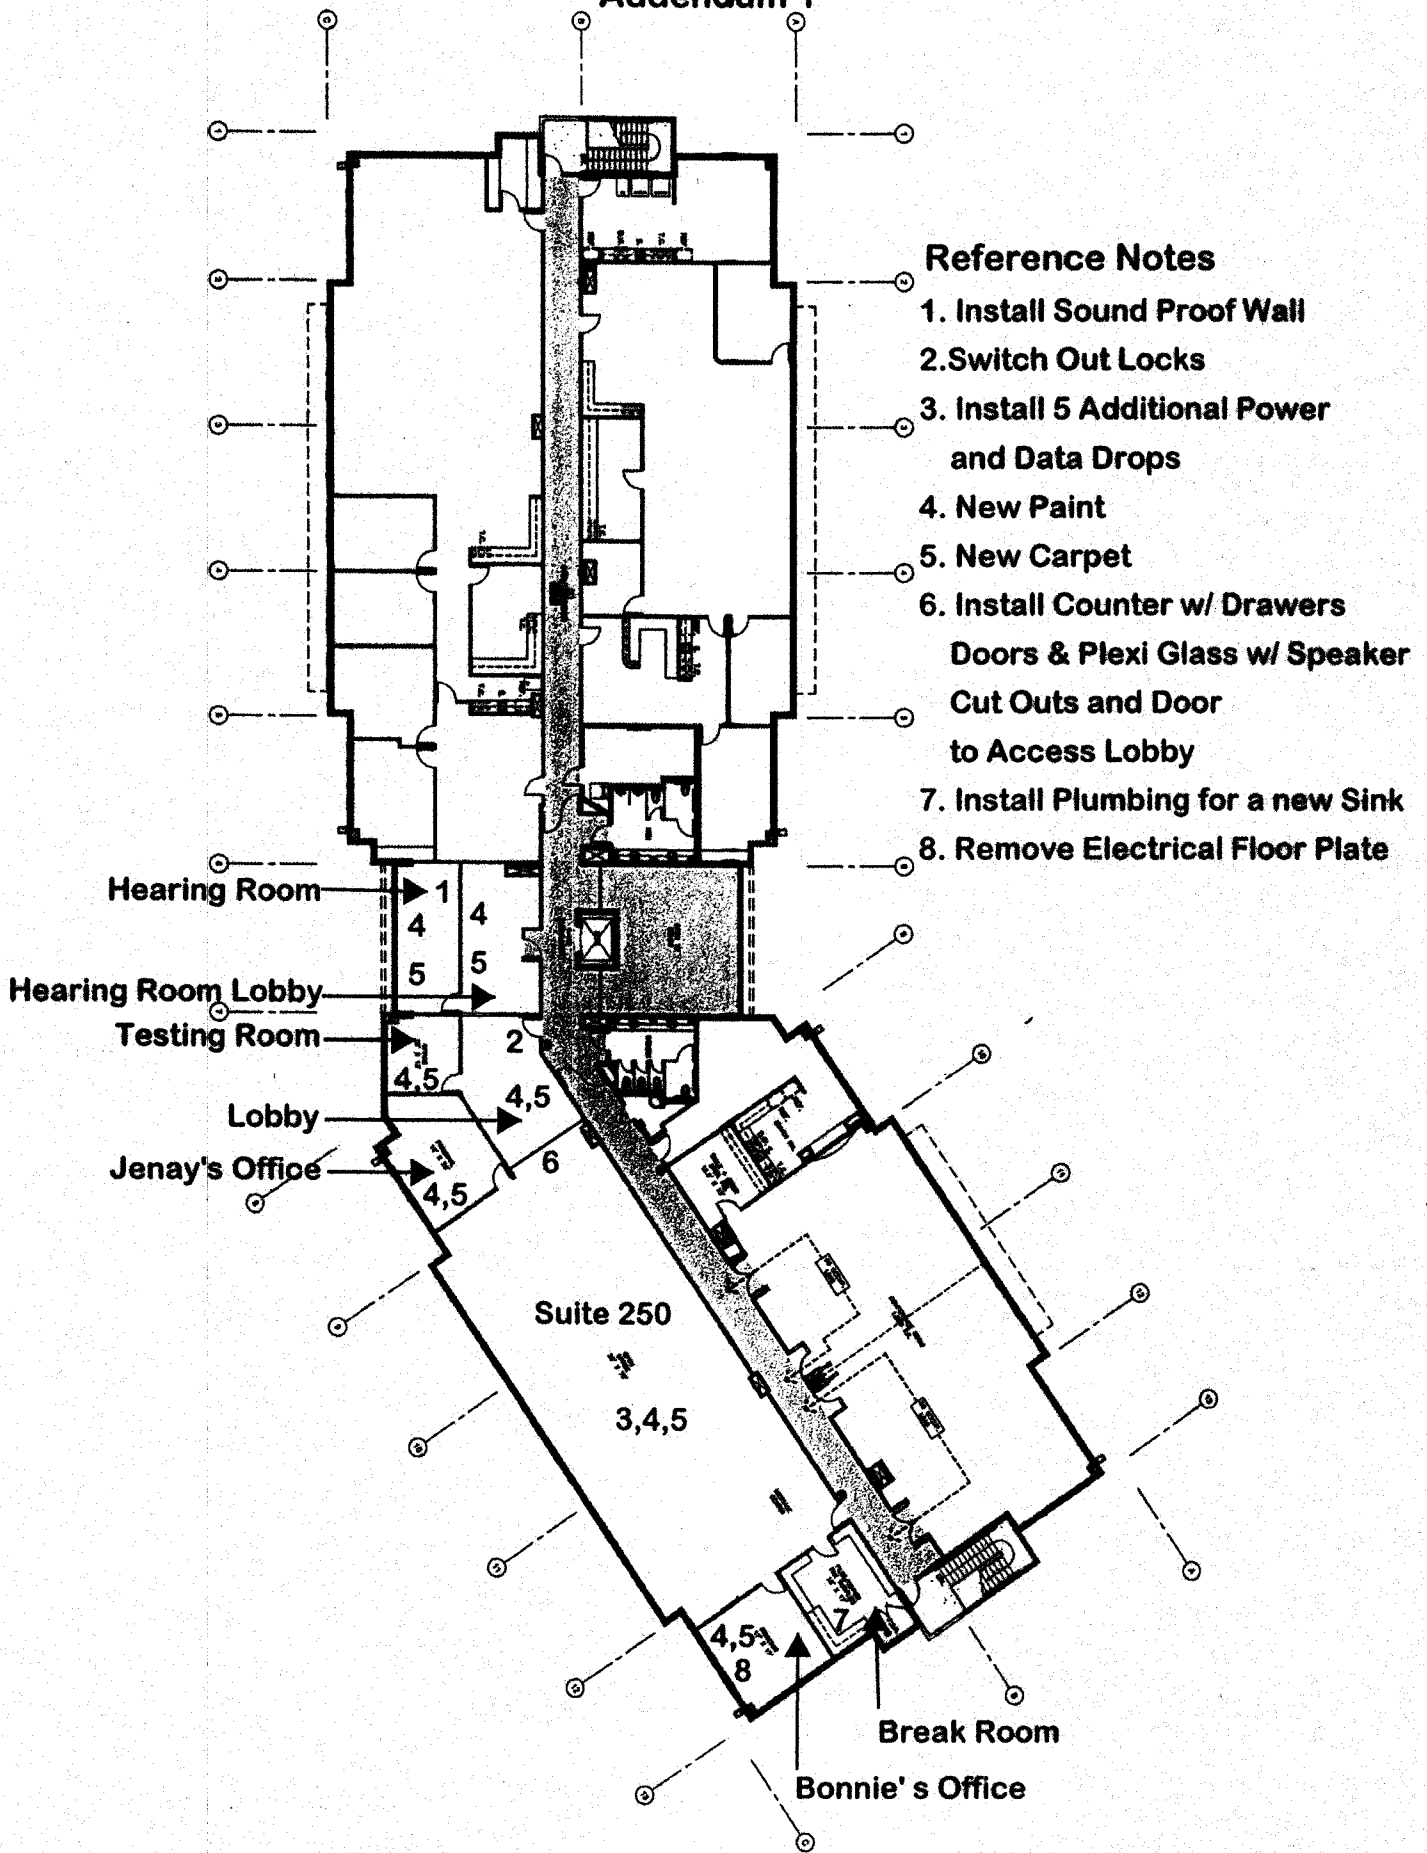 Addendum 1
Reference Notes
1. Install Sound Proof Wall
2.Switch Out Locks
3. Install 5 Additional Power
and Data Drops
4. New Paint
5. New Carpet
6. Install Counter w/ Drawers
Doors & Plexi Glass w/ Speaker
Cut Outs and Door
to Access Lobby
7. Install Plumbing for a new Sink
8. Remove Electrical Floor Plate
Hearing Room
1
4
4
5
5
Hearing Room Lobby
Testing Room
2
4,5
4,5
Lobby
6
Jenay's Office
4,5
Suite 250
3,4,5
7
4,5
8
Break Room
Bonnie' s Office